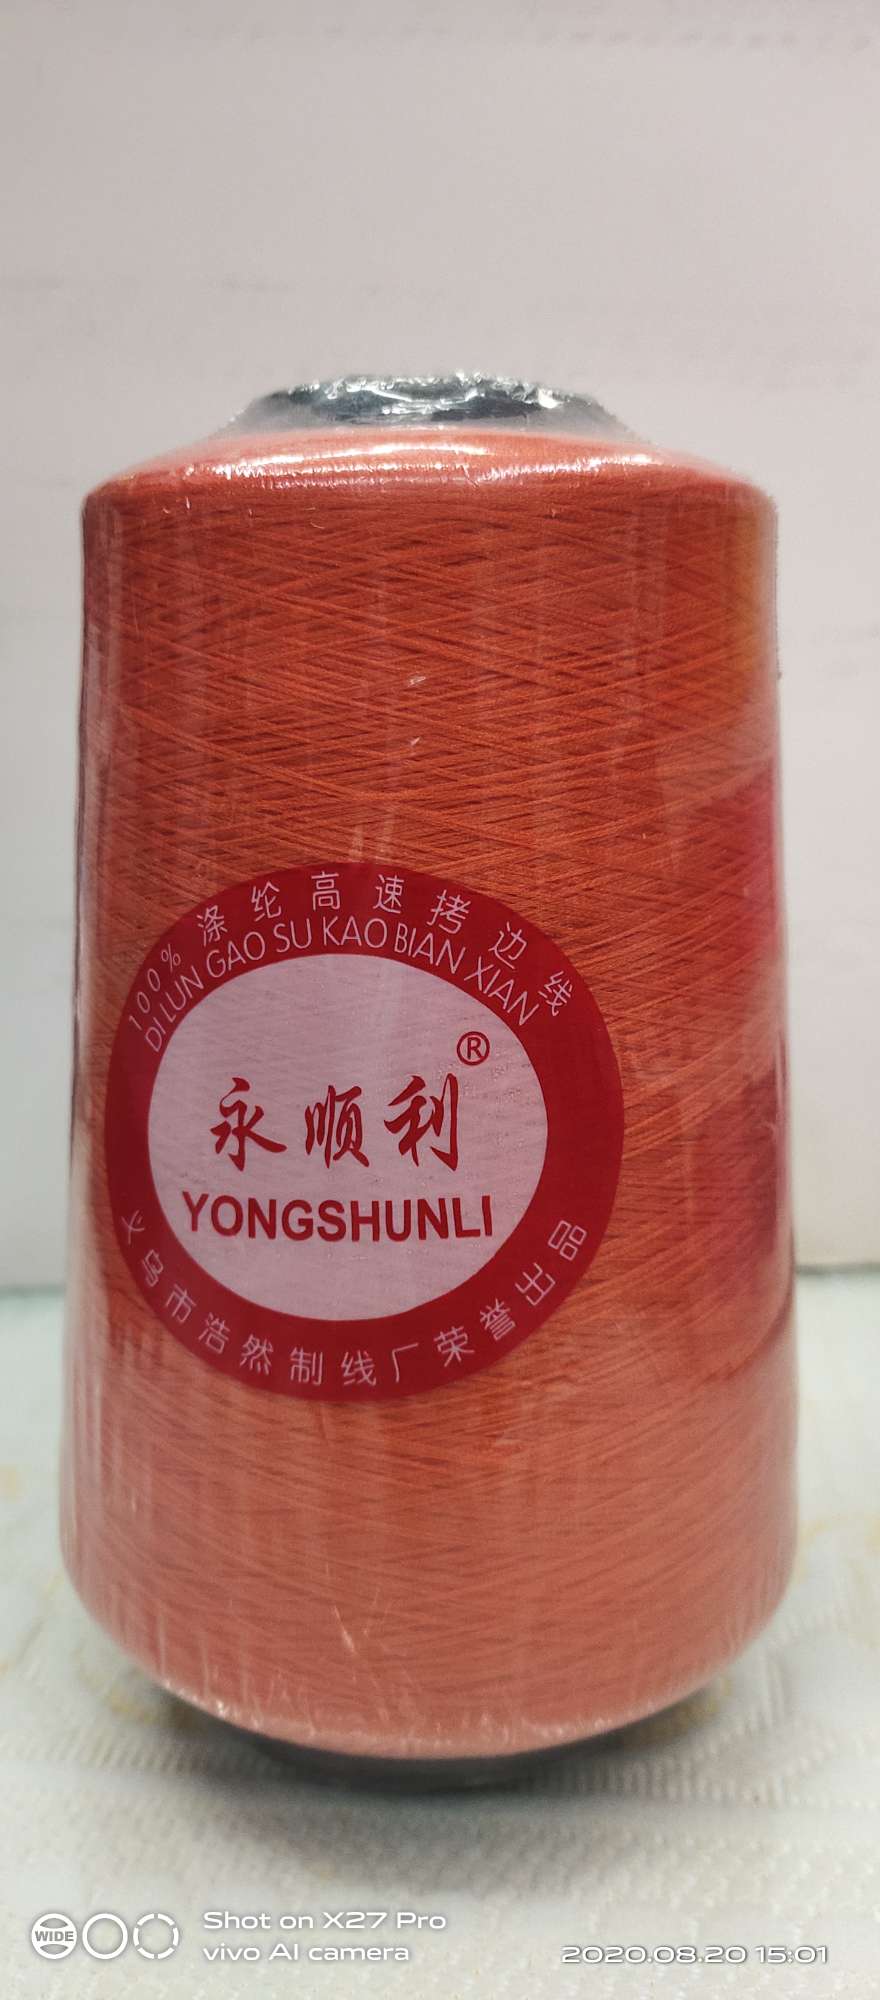 100% 涤纶高速拷边线
DI LUN GAO SU KAO BIAN XIAN
®
永顺利
YONGSHUNLI
义乌市浩然制线厂荣誉出品
WIDE
Shot on X27 Pro
vivo AI camera
2020.08.20 15:01